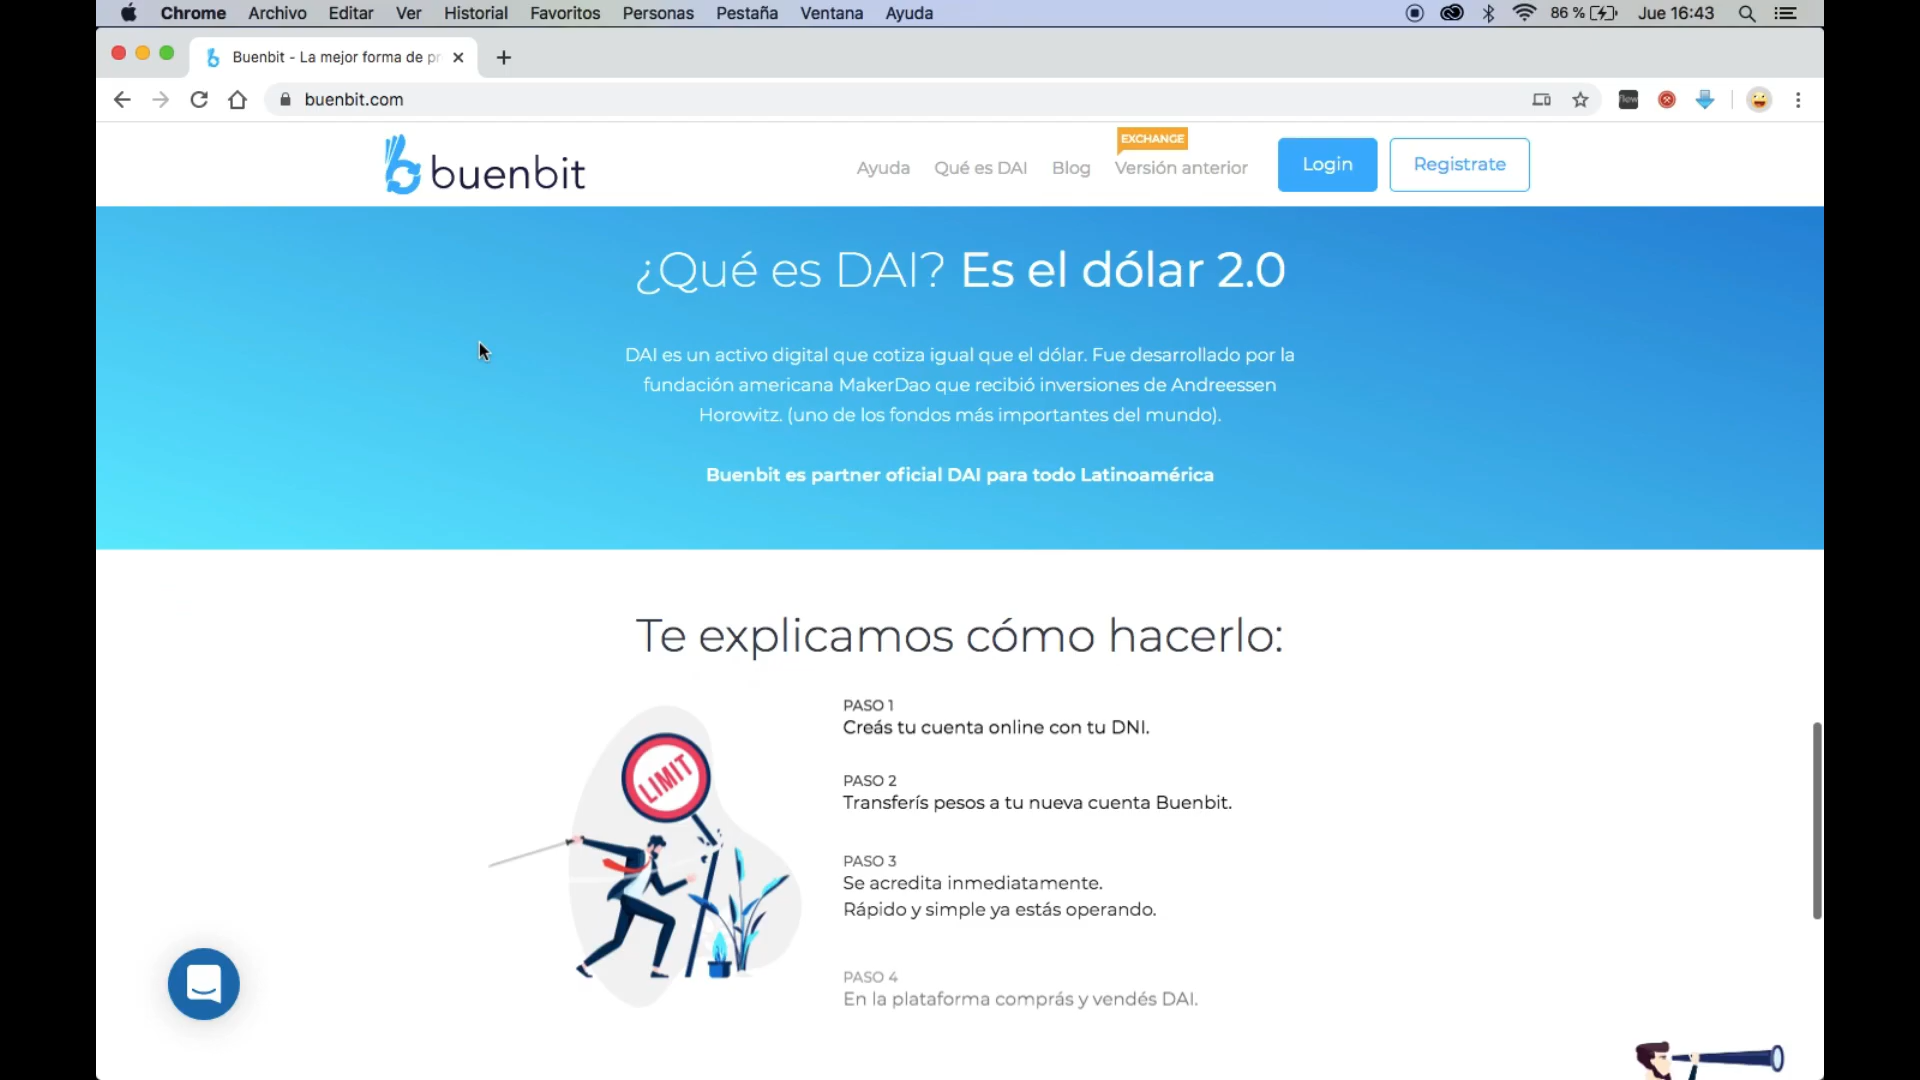 Chrome Archivo Editar Ver Historial Favoritos Personas Pestaña Ventana Ayuda 86 % Jue 16:43
Buenbit - La mejor forma de pr
buenbit.com
flow
EXCHANGE
buenbit
Ayuda Qué es DAI Blog Versión anterior Login Registrate
¿Qué es DAI? Es el dólar 2.0
DAI es un activo digital que cotiza igual que el dólar. Fue desarrollado por la
fundación americana MakerDao que recibió inversiones de Andreessen
Horowitz. (uno de los fondos más importantes del mundo).
Buenbit es partner oficial DAI para todo Latinoamérica
Te explicamos cómo hacerlo:
LIMIT
PASO 1
Creás tu cuenta online con tu DNI.
PASO 2
Transferís pesos a tu nueva cuenta Buenbit.
PASO 3
Se acredita inmediatamente.
Rápido y simple ya estás operando.
PASO 4
En la plataforma comprás y vendés DAI.